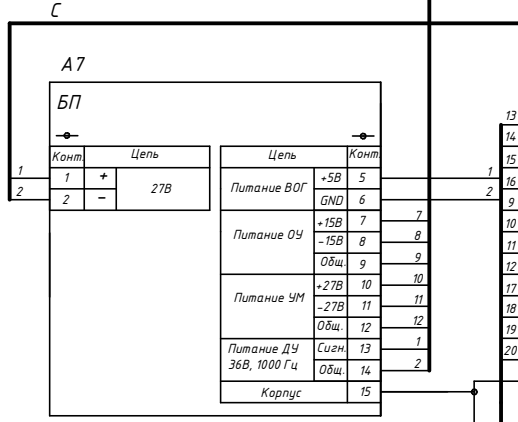 С
А7
БП
Конт. Цепь
1 + 27В
2 −
Цепь Конт.
Питание ВОГ +5В 5
GND 6
Питание ОУ +15В 7
−15В 8
Общ. 9
Питание УМ +27В 10
−27В 11
Общ. 12
Питание ДУ 36В, 1000 Гц Сигн. 13
Общ. 14
Корпус 15
1
2
1
2
7
8
9
10
11
12
1
2
13
14
15
16
9
10
11
12
17
18
19
20